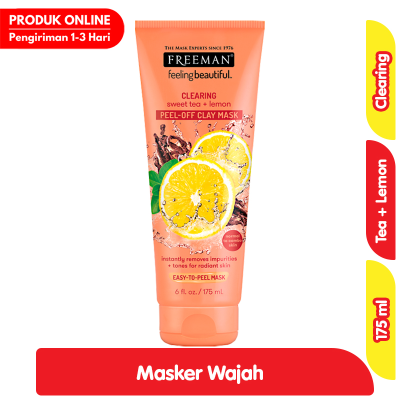 PRODUK ONLINE
Pengiriman 1-3 Hari
THE MASK EXPERTS SINCE 1976
FREEMAN
feelingbeautiful.
CLEARING
sweet tea + lemon
PEEL-OFF CLAY MASK
instantly removes impurities
+ tones for radiant skin
EASY-TO-PEEL MASK
6 fl. oz. / 175 mL
Clearing
Tea + Lemon
175 ml
Masker Wajah